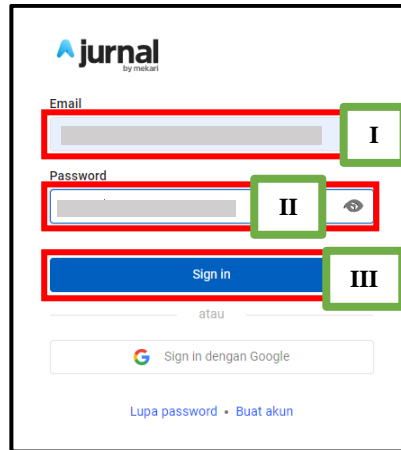 jurnal
by mekari
Email
I
Password
II
Sign in
III
atau
G Sign in dengan Google
Lupa password • Buat akun